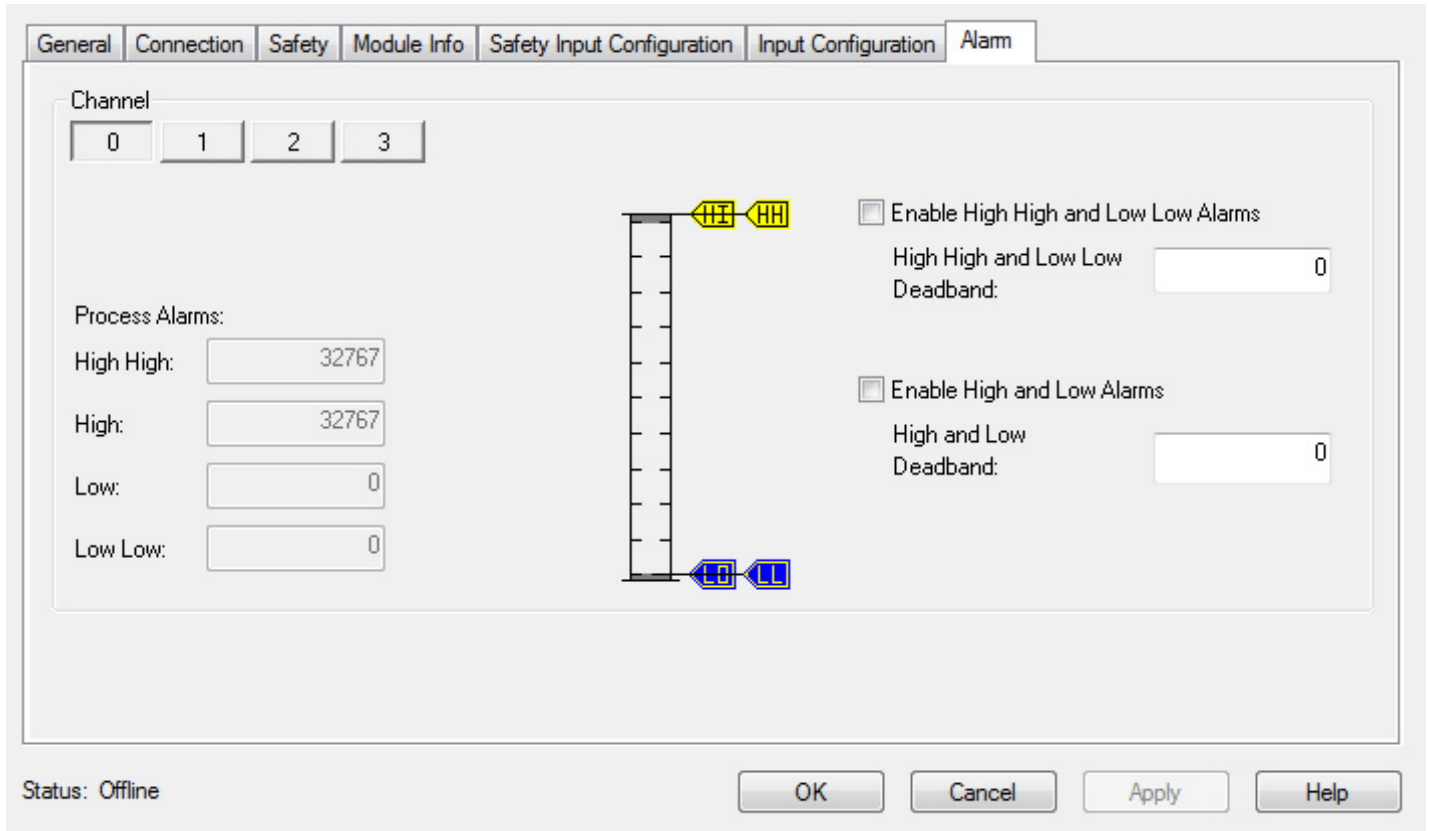 General Connection Safety Module Info Safety Input Configuration Input Configuration Alarm
Channel
0 1 2 3
HI HH
Enable High High and Low Low Alarms
High High and Low Low
Deadband:
0
Process Alarms:
High High: 32767
High: 32767
Low: 0
Low Low: 0
Enable High and Low Alarms
High and Low
Deadband:
0
LO LL
Status: Offline
OK Cancel Apply Help